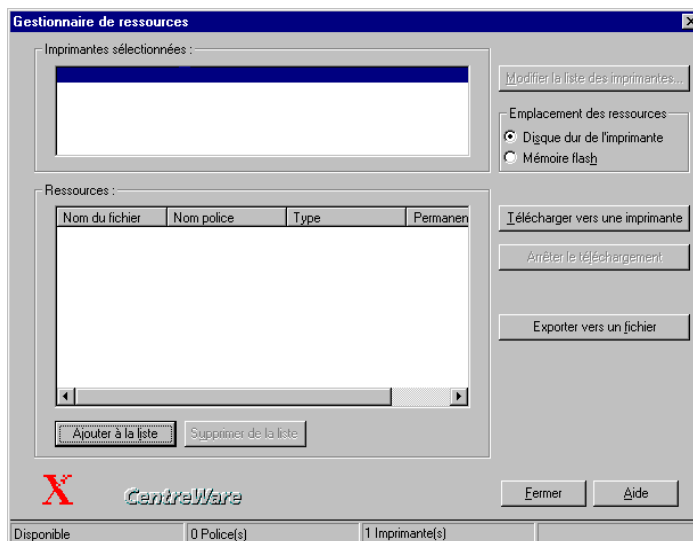 Gestionnaire de ressources
Imprimantes sélectionnées :
Modifier la liste des imprimantes...
Emplacement des ressources
Disque dur de l'imprimante
Mémoire flash
Ressources :
Nom du fichier Nom police Type Permanen
Télécharger vers une imprimante
Arrêter le téléchargement
Exporter vers un fichier
Ajouter à la liste Supprimer de la liste
X CentreWare Fermer Aide
Disponible 0 Police(s) 1 Imprimante(s)